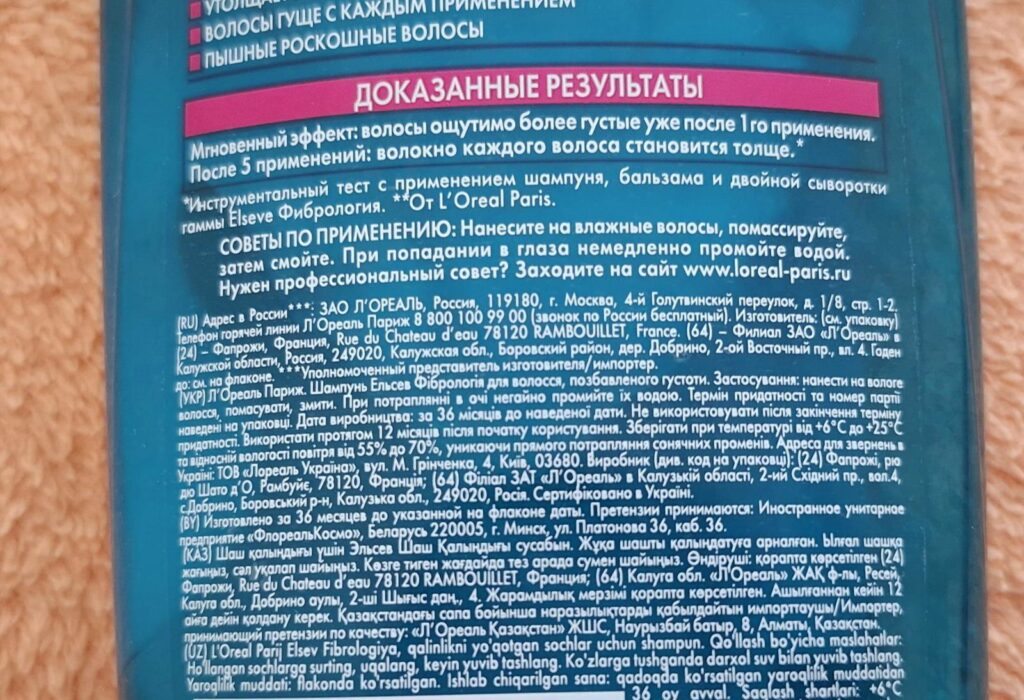 УТОЛЩАЕ
ВОЛОСЫ ГУЩЕ С КАЖДЫМ ПРИМЕНЕНИЕМ
ПЫШНЫЕ РОСКОШНЫЕ ВОЛОСЫ
ДОКАЗАННЫЕ РЕЗУЛЬТАТЫ
Мгновенный эффект: волосы ощутимо более густые уже после 1го применения.
После 5 применений: волокно каждого волоса становится толще.*
*Инструментальный тест с применением шампуня, бальзама и двойной сыворотки
гаммы Elseve Фибрология. **От L'Oreal Paris.
СОВЕТЫ ПО ПРИМЕНЕНИЮ: Нанесите на влажные волосы, помассируйте,
затем смойте. При попадании в глаза немедленно промойте водой.
Нужен профессиональный совет? Заходите на сайт www.loreal-paris.ru
(RU) Адрес в России***: ЗАО Л'ОРЕАЛЬ, Россия, 119180, г. Москва, 4-й Голутвинский переулок, д. 1/8, стр. 1-2.
Телефон горячей линии Л'Ореаль Париж 8 800 100 99 00 (звонок по России бесплатный). Изготовитель: (см. упаковку)
(24) – Фапрожи, Франция, Rue du Chateau d'eau 78120 RAMBOUILLET, France. (64) – Филиал ЗАО «Л'Ореаль» в
Калужской области, Россия, 249020, Калужская обл., Боровский район, дер. Добрино, 2-ой Восточный пр., вл. 4. Годен
до: см. на флаконе. ***Уполномоченный представитель изготовителя/импортер.
(УКР) Л'Ореаль Париж. Шампунь Ельсев Фібрологія для волосся, позбавленого густоти. Застосування: нанести на вологе
волосся, помасувати, змити. При потраплянні в очі негайно промийте їх водою. Термін придатності та номер партії
наведені на упаковці. Дата виробництва: за 36 місяців до наведеної дати. Не використовувати після закінчення терміну
придатності. Використати протягом 12 місяців після початку користування. Зберігати при температурі від +6°C до +25°C
та відносній вологості повітря від 55% до 70%, уникаючи прямого потрапляння сонячних променів. Адреса для звернень в
Україні: ТОВ «Лореаль Україна», вул. М. Грінченка, 4, Київ, 03680. Виробник (див. код на упаковці): (24) Фапрожі, рю
дю Шато д'О, Рамбуйє, 78120, Франція; (64) Філіал ЗАТ «Л'Ореаль» в Калузькій області, 2-ий Східний пр., вл.4,
с.Добрино, Боровський р-н, Калузька обл., 249020, Росія. Сертифіковано в Україні.
(BY) Изготовлено за 36 месяцев до указанной на флаконе даты. Претензии принимаются: Иностранное унитарное
предприятие «ФлореальКосмо», Беларусь 220005, г. Минск, ул. Платонова 36, каб. 36.
(КАЗ) Шаш қалыңдығы үшін Эльсев Шаш Қалыңдығы сусабын. Жұқа шашты қалыңдатуға арналған. Ылғал шашқа
жағыңыз, сәл уқалап шайыңыз. Көзге тиген жағдайда тез арада сумен шайыңыз. Өндіруші: қорапта көрсетілген (24)
Фапрожи, Rue du Chateau d'eau 78120 RAMBOUILLET, Франция; (64) Калуга обл. «Л'Ореаль» ЖАҚ ф-лы, Ресей,
Калуга обл., Добрино аулы, 2-ші Шығыс даң., 4. Жарамдылық мерзімі қорапта көрсетілген. Ашылғаннан кейін 12
айға дейін қолдану керек. Қазақстандағы сапа бойынша наразылықтарды қабылдайтын импорттаушы/Импортер,
принимающий претензии по качеству: «Л'Ореаль Қазақстан» ЖШС, Наурызбай батыр, 8, Алматы, Қазақстан.
(UZ) L'Oreal Parij Elsev Fibrologiya, qalinlikni yo'qotgan sochlar uchun shampun. Qo'llash bo'yicha maslahatlar:
Ho'llangan sochlarga surting, uqalang, keyin yuvib tashlang. Ko'zlarga tushganda darxol suv bilan yuvib tashlang.
Yaroqlilik muddati: flakonda ko'rsatilgan. Ishlab chiqarilgan sana: qadoqda ko'rsatilgan yaroqlilik muddatidan
36 oy avval. Saqlash shartlari: +6°C